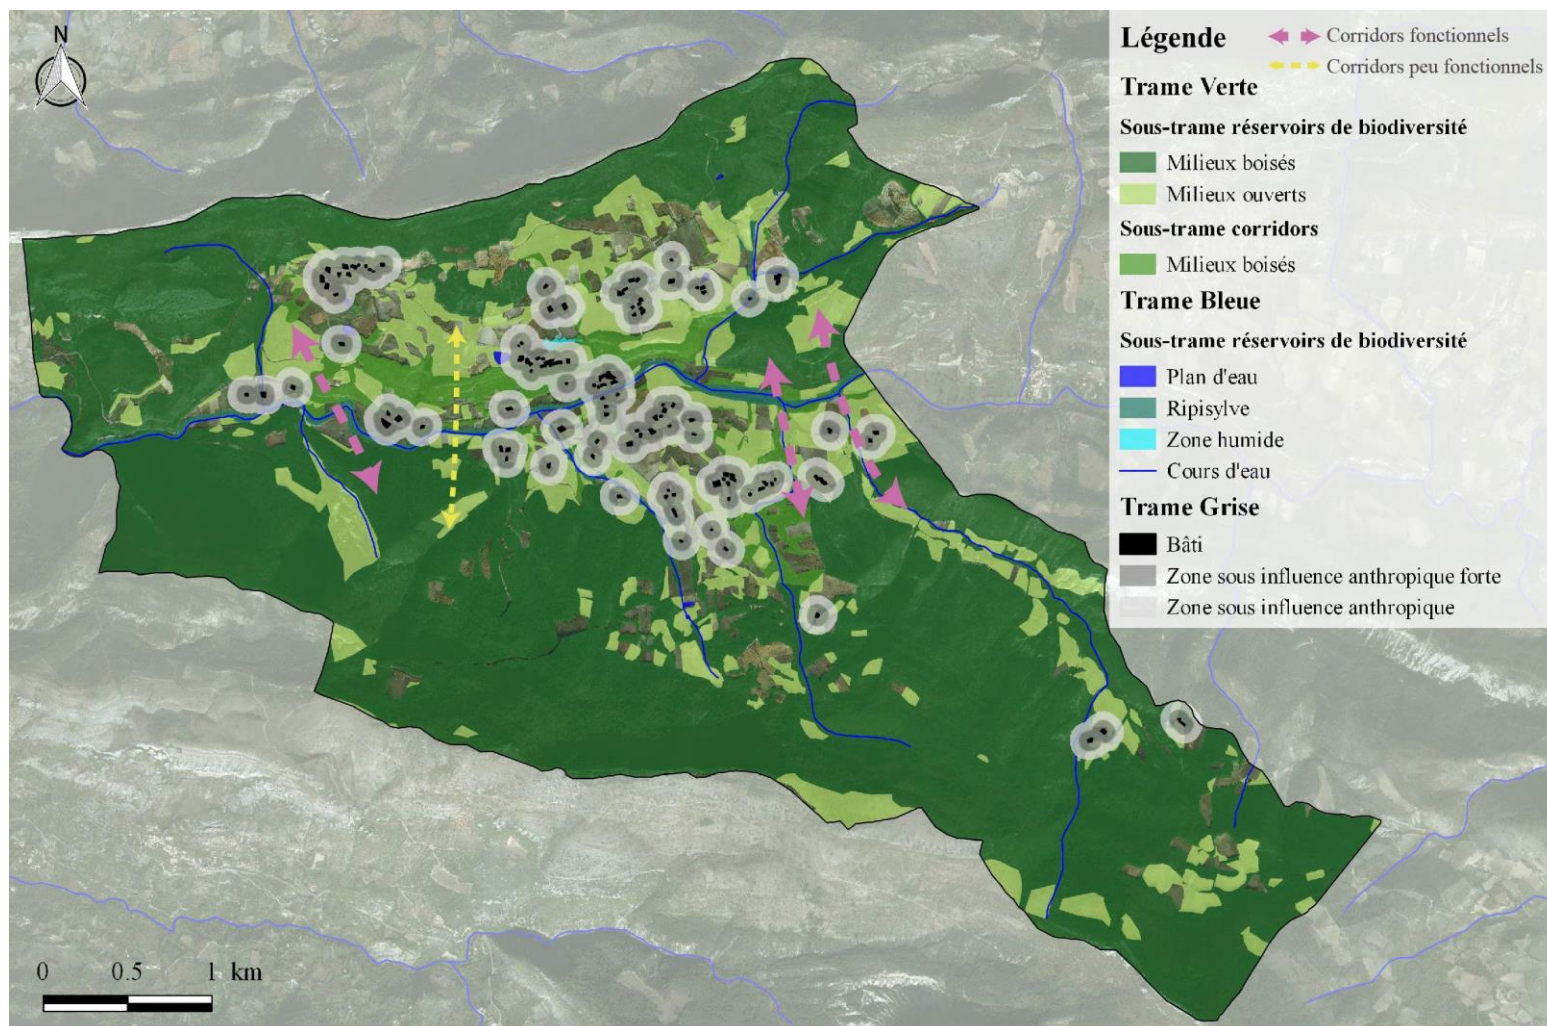 N
Légende
Corridors fonctionnels
Corridors peu fonctionnels
Trame Verte
Sous-trame réservoirs de biodiversité
Milieux boisés
Milieux ouverts
Sous-trame corridors
Milieux boisés
Trame Bleue
Sous-trame réservoirs de biodiversité
Plan d'eau
Ripisylve
Zone humide
Cours d'eau
Trame Grise
Bâti
Zone sous influence anthropique forte
Zone sous influence anthropique
0 0.5 1 km